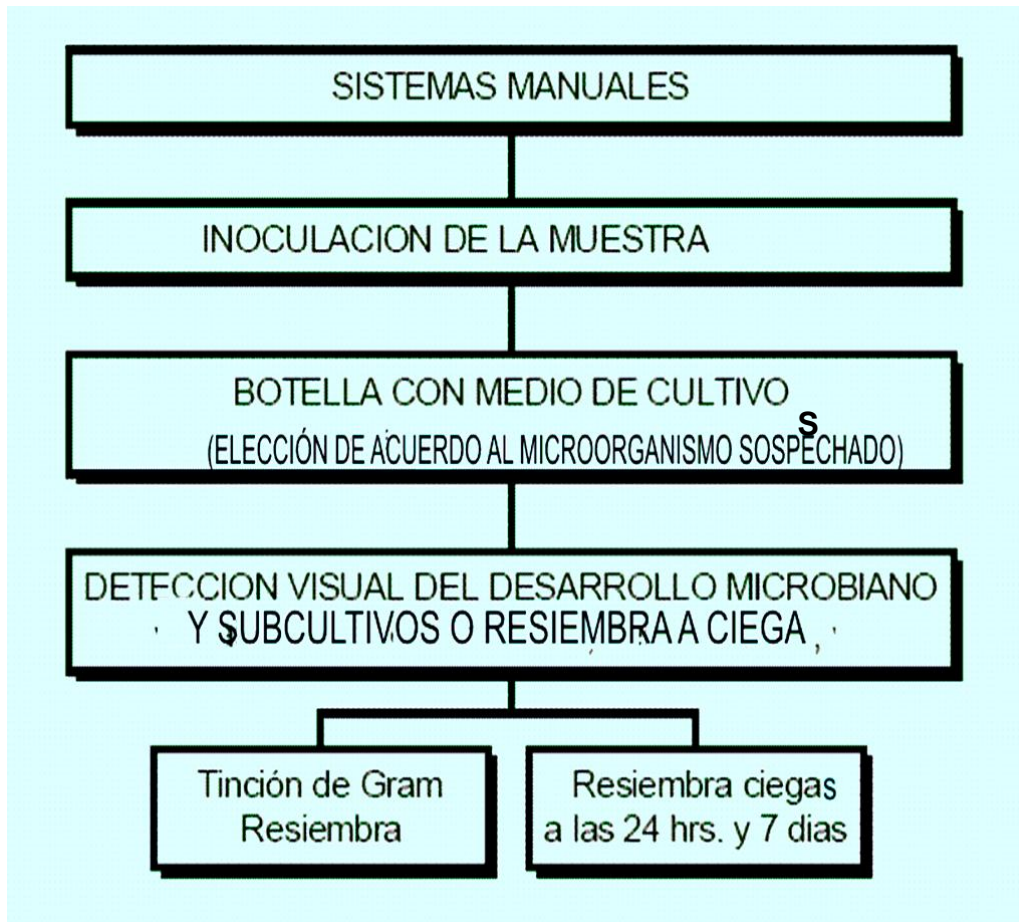 SISTEMAS MANUALES
INOCULACION DE LA MUESTRA
BOTELLA CON MEDIO DE CULTIVO
S
(ELECCIÓN DE ACUERDO AL MICROORGANISMO SOSPECHADO)
DETECCION VISUAL DEL DESARROLLO MICROBIANO
Y SUBCULTIVOS O RESIEMBRA A CIEGA
Tinción de Gram
Resiembra
Resiembra ciegas
a las 24 hrs. y 7 dias